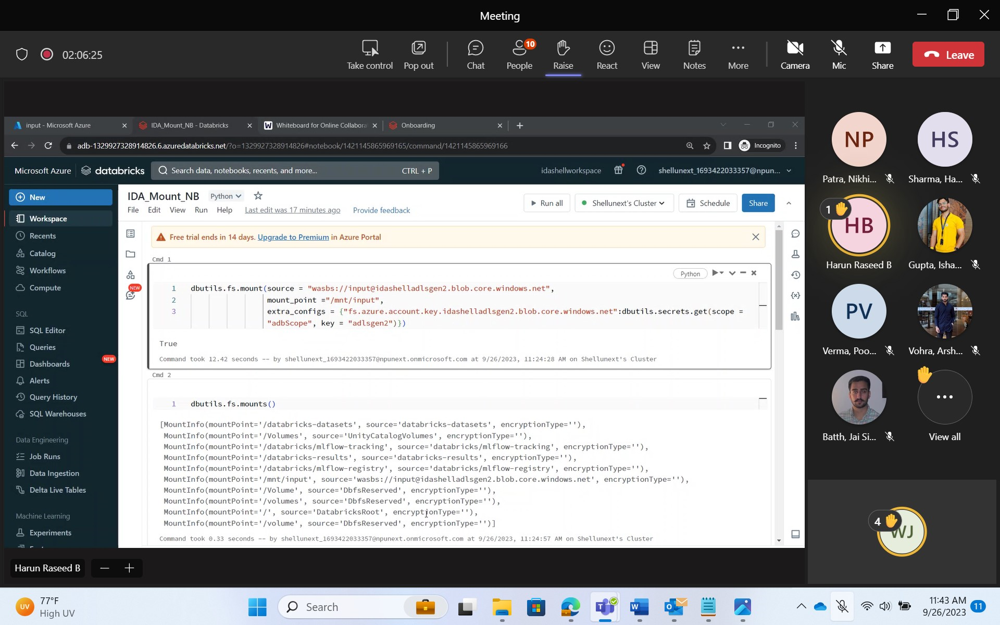 Meeting
02:06:25
Take control
Pop out
Chat
10
People
Raise
React
View
Notes
More
Camera
Mic
Share
Leave
input - Microsoft Azure
IDA_Mount_NB - Databricks
Whiteboard for Online Collabora
Onboarding
adb-1329927328914826.6.azuredatabricks.net/?o=1329927328914826#notebook/1421145865969165/command/1421145865969166
Incognito
Microsoft Azure
databricks
Search data, notebooks, recents, and more...
CTRL + P
idashellworkspace
shellunext_1693422033357@npun...
New
Workspace
Recents
Catalog
Workflows
Compute
SQL
SQL Editor
Queries
Dashboards
NEW
Alerts
Query History
SQL Warehouses
Data Engineering
Job Runs
Data Ingestion
Delta Live Tables
Machine Learning
Experiments
IDA_Mount_NB
Python
File
Edit
View
Run
Help
Last edit was 17 minutes ago
Provide feedback
Run all
Shellunext's Cluster
Schedule
Share
NEW
Free trial ends in 14 days. Upgrade to Premium in Azure Portal
Cmd 1
Python
1 dbutils.fs.mount(source = "wasbs://input@idashelladlsgen2.blob.core.windows.net",
2 mount_point ="/mnt/input",
3 extra_configs = {"fs.azure.account.key.idashelladlsgen2.blob.core.windows.net":dbutils.secrets.get(scope =
"adbScope", key = "adlsgen2")})
True
Command took 12.42 seconds -- by shellunext_1693422033357@npunext.onmicrosoft.com at 9/26/2023, 11:24:28 AM on Shellunext's Cluster
Cmd 2
1 dbutils.fs.mounts()
[MountInfo(mountPoint='/databricks-datasets', source='databricks-datasets', encryptionType=''),
MountInfo(mountPoint='/Volumes', source='UnityCatalogVolumes', encryptionType=''),
MountInfo(mountPoint='/databricks/mlflow-tracking', source='databricks/mlflow-tracking', encryptionType=''),
MountInfo(mountPoint='/databricks-results', source='databricks-results', encryptionType=''),
MountInfo(mountPoint='/databricks/mlflow-registry', source='databricks/mlflow-registry', encryptionType=''),
MountInfo(mountPoint='/mnt/input', source='wasbs://input@idashelladlsgen2.blob.core.windows.net', encryptionType=''),
MountInfo(mountPoint='/Volume', source='DbfsReserved', encryptionType=''),
MountInfo(mountPoint='/volumes', source='DbfsReserved', encryptionType=''),
MountInfo(mountPoint='/', source='DatabricksRoot', encryptionType=''),
MountInfo(mountPoint='/volume', source='DbfsReserved', encryptionType='')]
Command took 0.33 seconds -- by shellunext_1693422033357@npunext.onmicrosoft.com at 9/26/2023, 11:24:57 AM on Shellunext's Cluster
NP
Patra, Nikhi...
HS
Sharma, Ha...
1
HB
Harun Raseed B
Gupta, Isha...
PV
Verma, Poo...
Vohra, Arsh...
Batth, Jai Si...
View all
4
WJ
Harun Raseed B
UV
77°F
High UV
Search
11:43 AM
9/26/2023
11